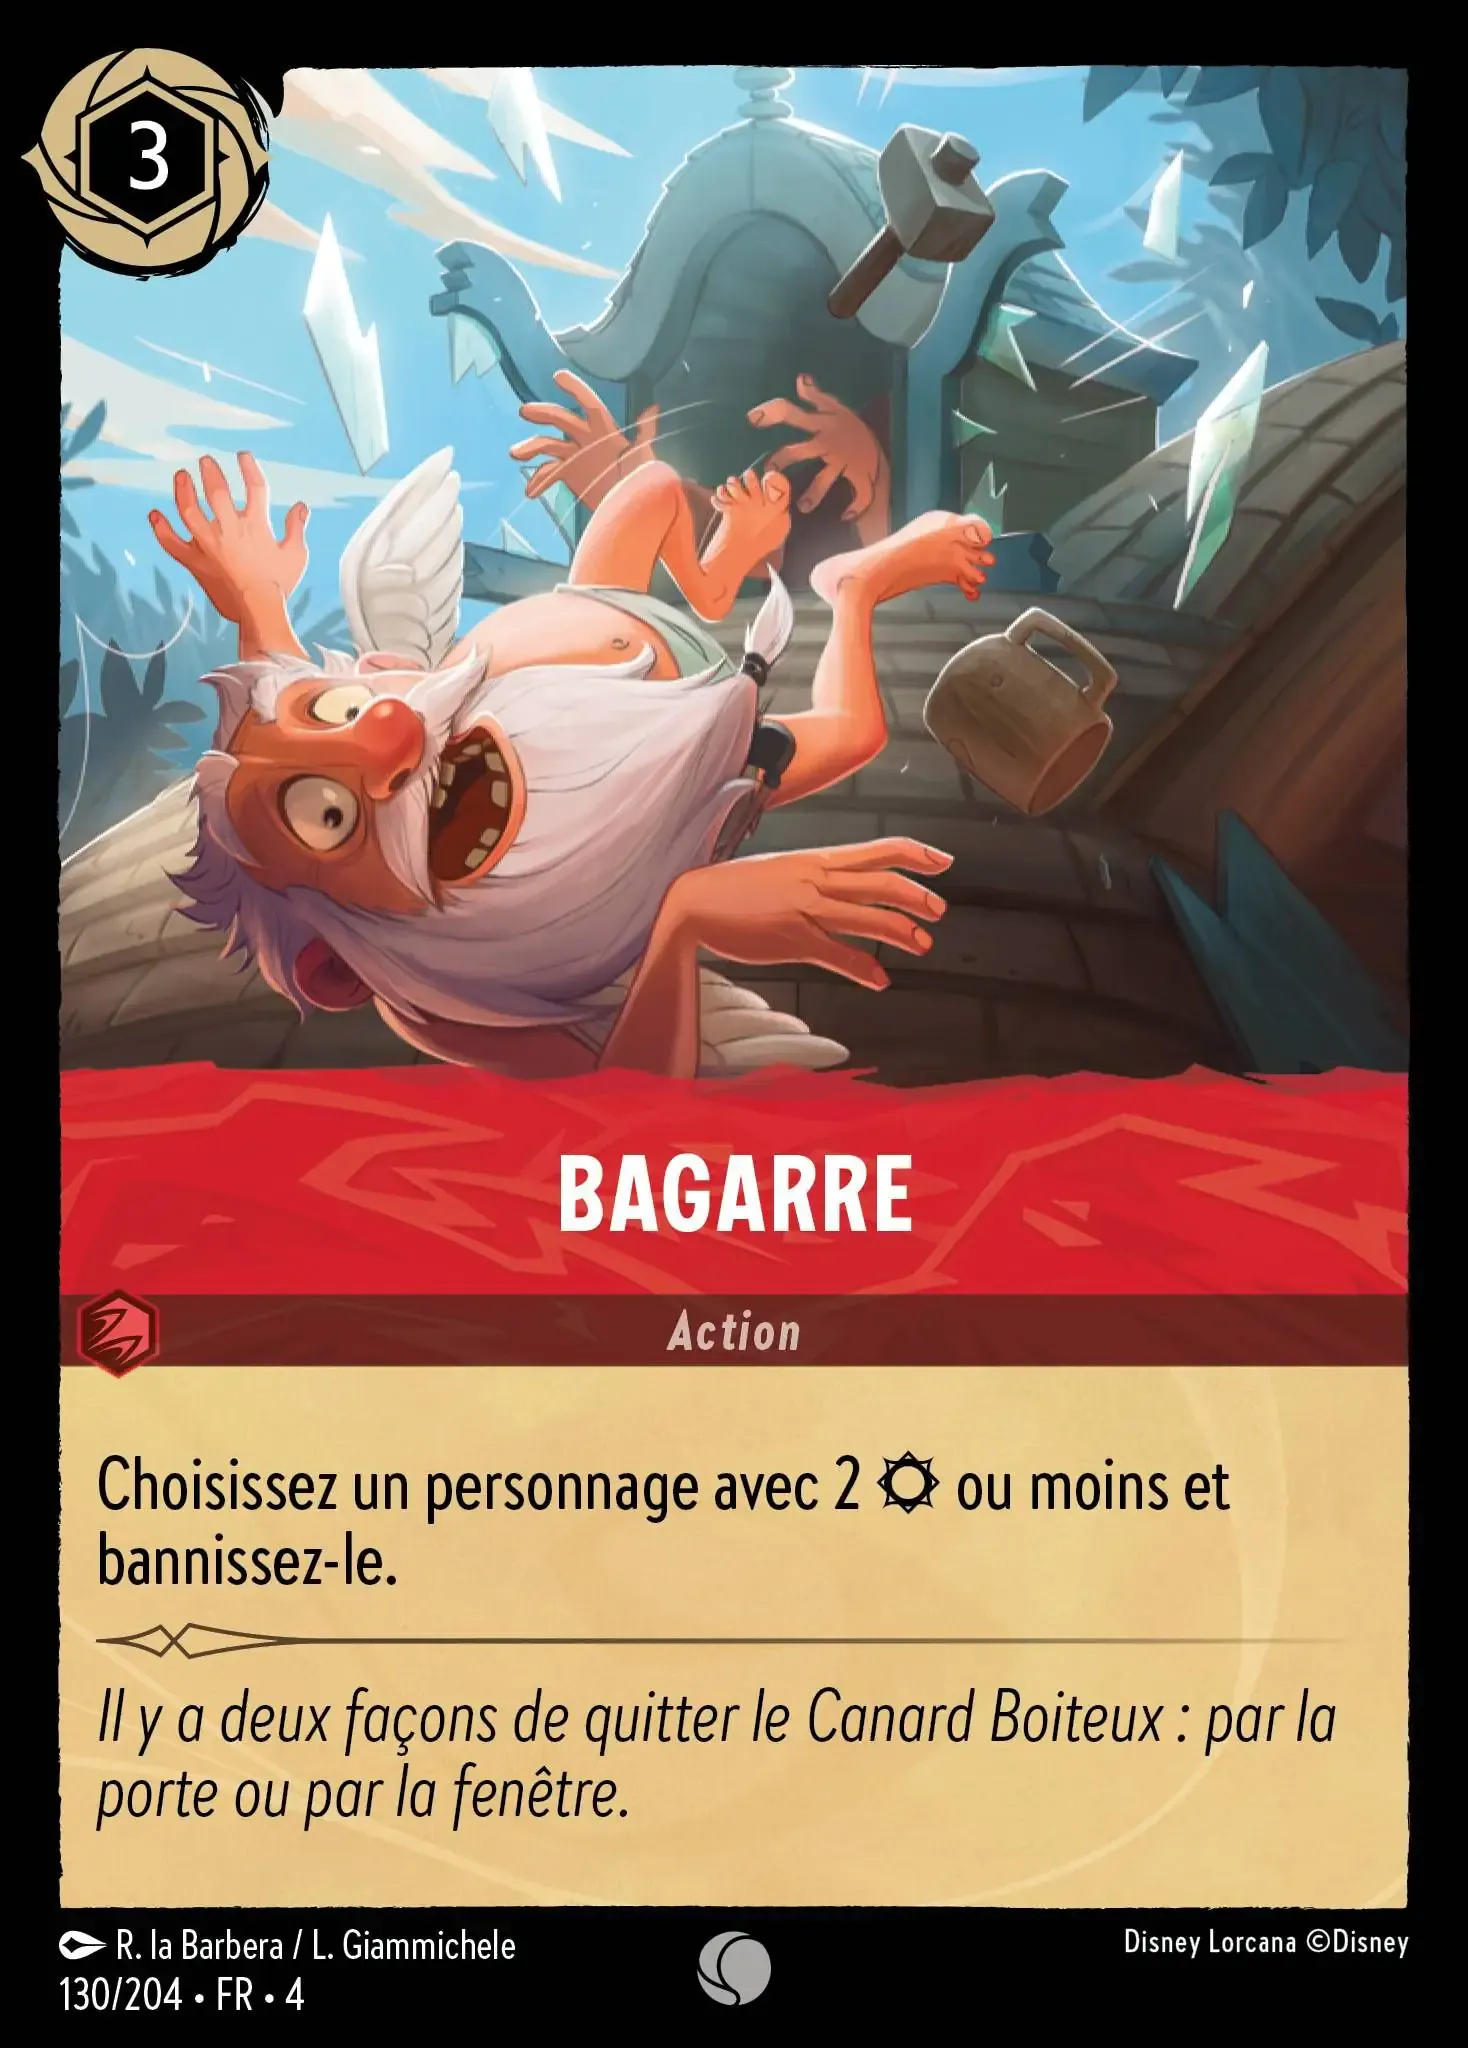 3
BAGARRE
Action
Choisissez un personnage avec 2 ou moins et
bannissez-le.
Il y a deux façons de quitter le Canard Boiteux : par la
porte ou par la fenêtre.
R. la Barbera / L. Giammichele
Disney Lorcana ©Disney
130/204 • FR • 4